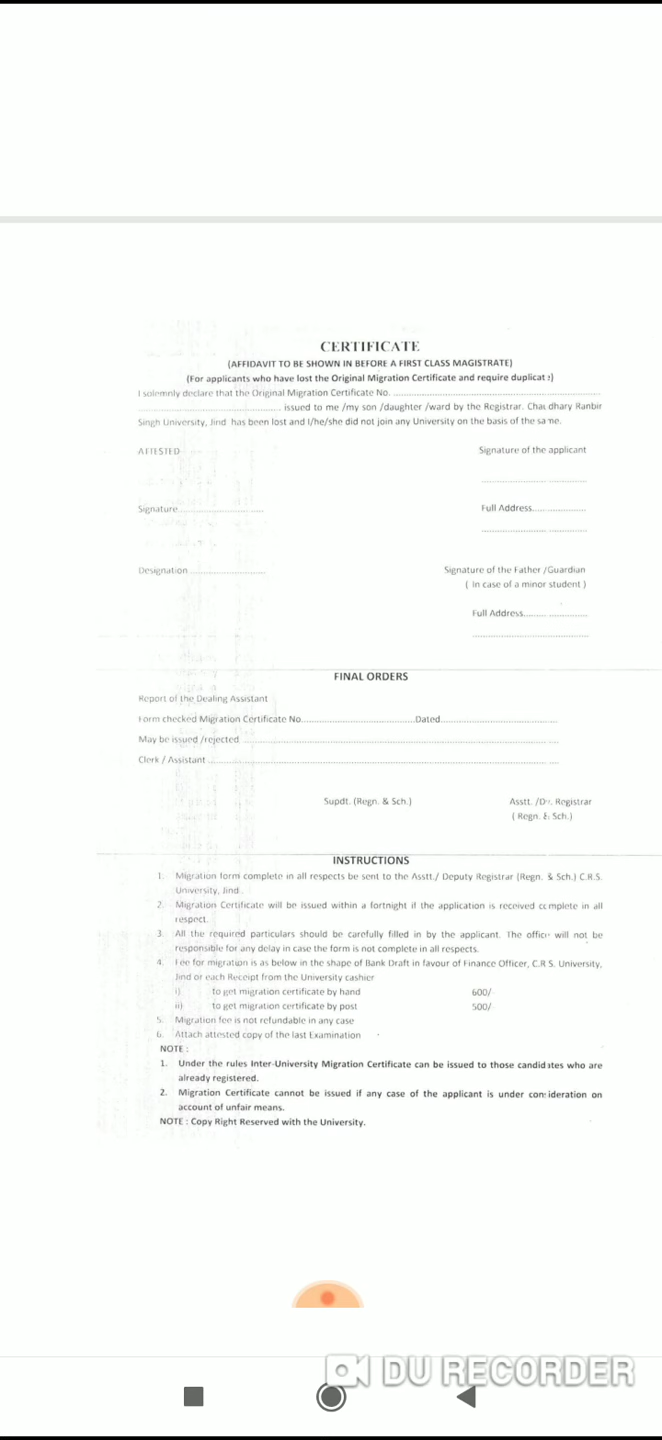 CERTIFICATE
(AFFIDAVIT TO BE SHOWN IN BEFORE A FIRST CLASS MAGISTRATE)
(For applicants who have lost the Original Migration Certificate and require duplicate)
I solemnly declare that the Original Migration Certificate No. ..............................
.............................. issued to me /my son /daughter /ward by the Registrar. Chaudhary Ranbir
Singh University, Jind has been lost and I/he/she did not join any University on the basis of the same.
ATTESTED
Signature of the applicant
Signature..............................
Full Address....................
Designation ..............................
Signature of the Father /Guardian
( In case of a minor student )
Full Address....................
FINAL ORDERS
Report of the Dealing Assistant
Form checked Migration Certificate No..............................Dated..............................
May be issued /rejected ..............................
Clerk / Assistant ..............................
Supdt. (Regn. & Sch.)
Asstt. /Dy. Registrar
( Regn. & Sch.)
INSTRUCTIONS
1. Migration form complete in all respects be sent to the Asstt./ Deputy Registrar (Regn. & Sch.) C.R.S.
University, Jind.
2. Migration Certificate will be issued within a fortnight if the application is received complete in all
respect.
3. All the required particulars should be carefully filled in by the applicant. The office will not be
responsible for any delay in case the form is not complete in all respects.
4. Fee for migration is as below in the shape of Bank Draft in favour of Finance Officer, C.R.S. University,
Jind or each Receipt from the University cashier
i) to get migration certificate by hand 600/-
ii) to get migration certificate by post 500/-
5. Migration fee is not refundable in any case
6. Attach attested copy of the last Examination
NOTE :
1. Under the rules Inter-University Migration Certificate can be issued to those candidates who are
already registered.
2. Migration Certificate cannot be issued if any case of the applicant is under consideration on
account of unfair means.
NOTE : Copy Right Reserved with the University.
DU RECORDER